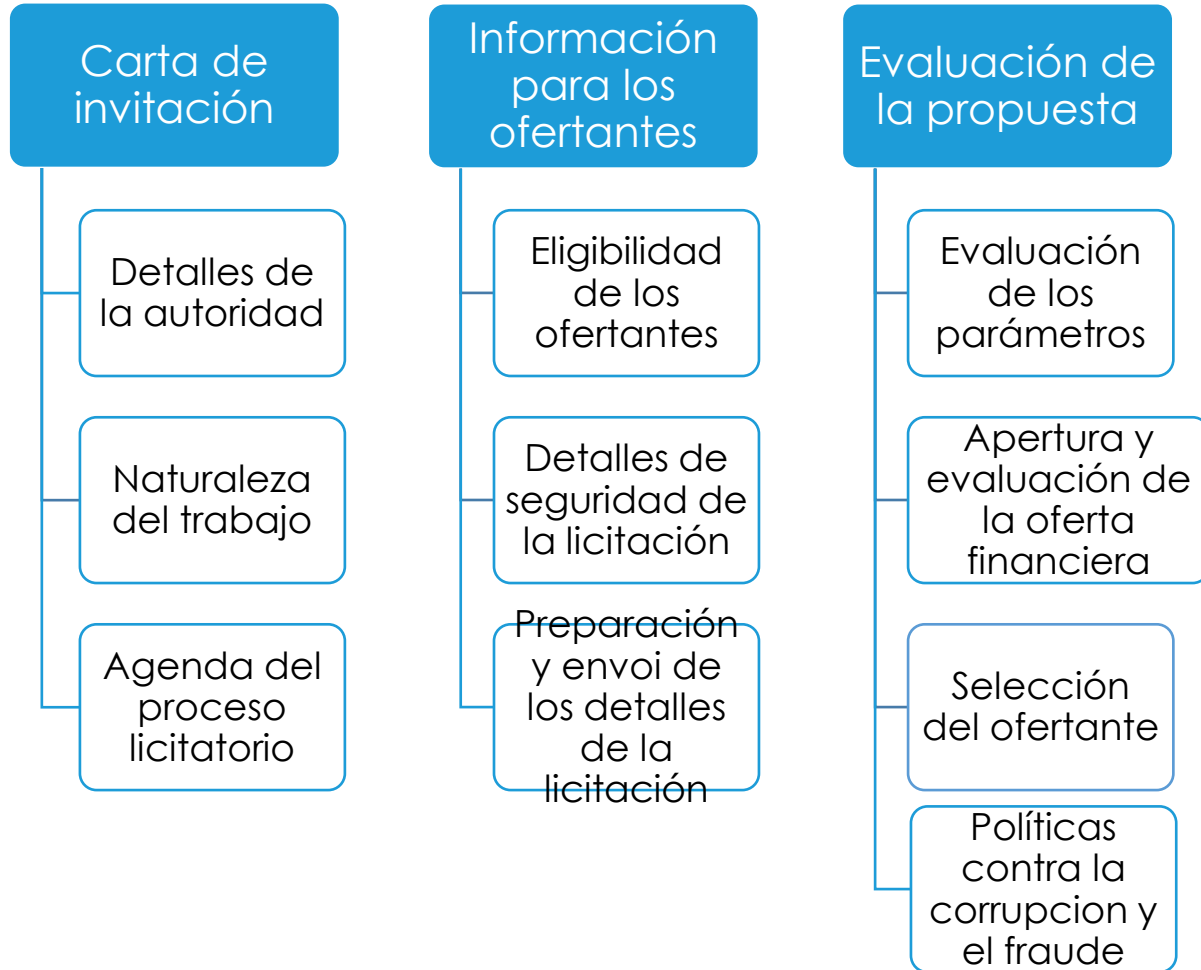 Carta de
invitación
Detalles de
la autoridad
Naturaleza
del trabajo
Agenda del
proceso
licitatorio
Información
para los
ofertantes
Eligibilidad
de los
ofertantes
Detalles de
seguridad de
la licitación
Preparación
y envoi de
los detalles
de la
licitación
Evaluación de
la propuesta
Evaluación
de los
parámetros
Apertura y
evaluación de
la oferta
financiera
Selección
del ofertante
Políticas
contra la
corrupcion y
el fraude